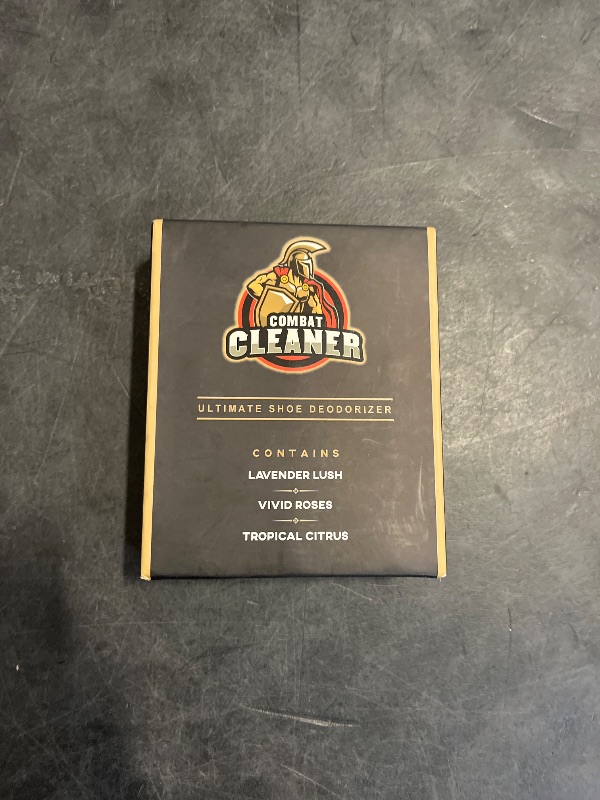 COMBAT
CLEANER
ULTIMATE SHOE DEODORIZER
CONTAINS
LAVENDER LUSH
VIVID ROSES
TROPICAL CITRUS